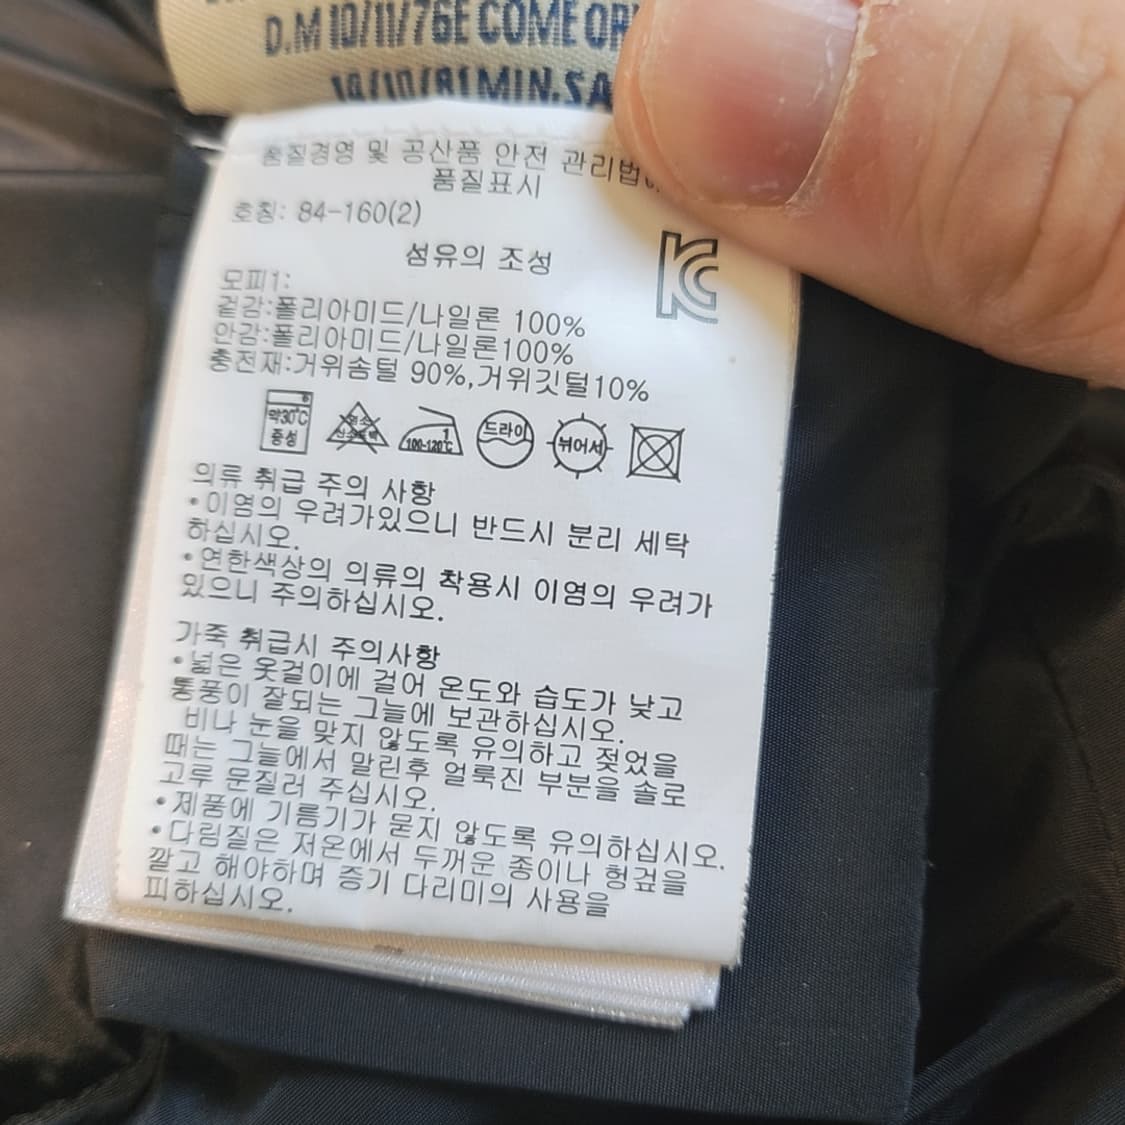 D.M 10/11/76E COME OR
14/10/81MIN.SA
품질경영 및 공산품 안전 관리법
품질표시
호칭: 84-160(2)
섬유의 조성
KC
모피1:
겉감:폴리아미드/나일론 100%
안감:폴리아미드/나일론100%
충전재:거위솜털 90%,거위깃털10%
약30℃
중성
염소
100-120℃
드라이
뉘어서
의류 취급 주의 사항
•이염의 우려가있으니 반드시 분리 세탁
하십시오.
•연한색상의 의류의 착용시 이염의 우려가
있으니 주의하십시오.
가죽 취급시 주의사항
•넓은 옷걸이에 걸어 온도와 습도가 낮고
통풍이 잘되는 그늘에 보관하십시오.
비나 눈을 맞지 않도록 유의하고 젖었을
때는 그늘에서 말린후 얼룩진 부분을 솔로
고루 문질러 주십시오.
•제품에 기름기가 묻지 않도록 유의하십시오.
•다림질은 저온에서 두꺼운 종이나 헝겊을
깔고 해야하며 증기 다리미의 사용을
피하십시오.